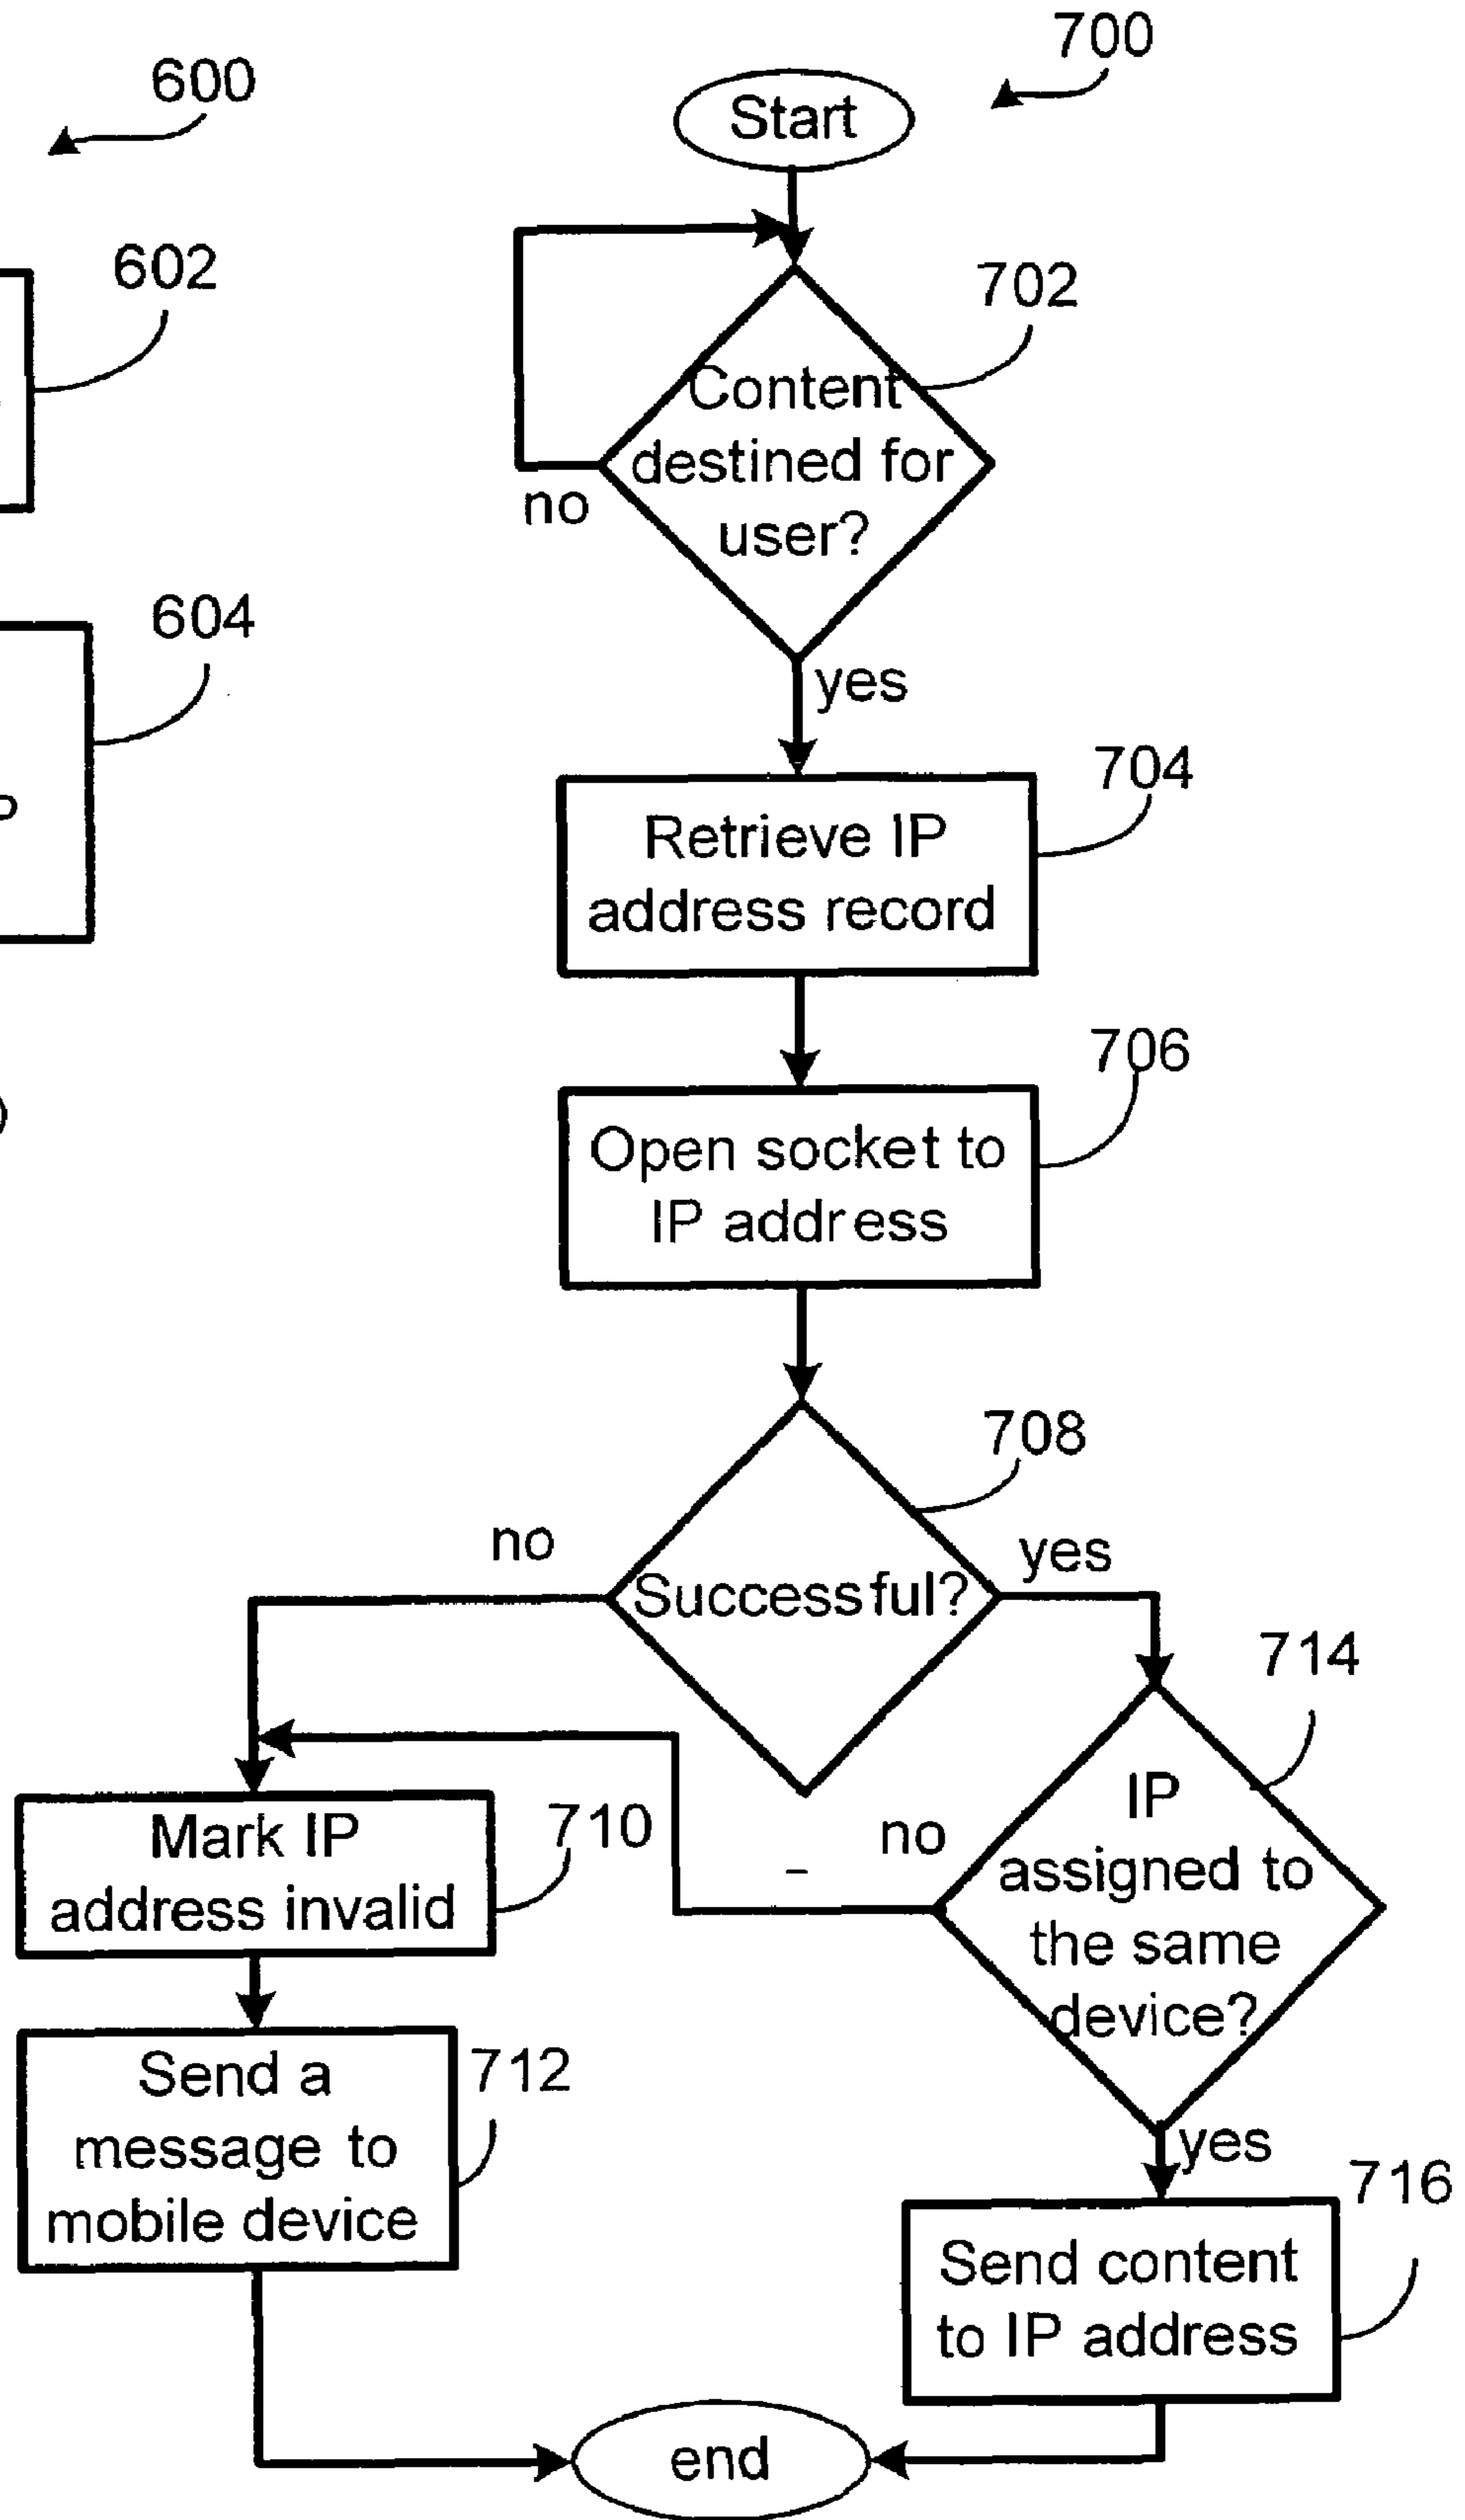 600
602
604
P
700
Start
702
Content
destined for
user?
no
yes
704
Retrieve IP
address record
706
Open socket to
IP address
708
Successful?
no
yes
714
IP
assigned to
the same
device?
no
yes
710
Mark IP
address invalid
712
Send a
message to
mobile device
716
Send content
to IP address
end